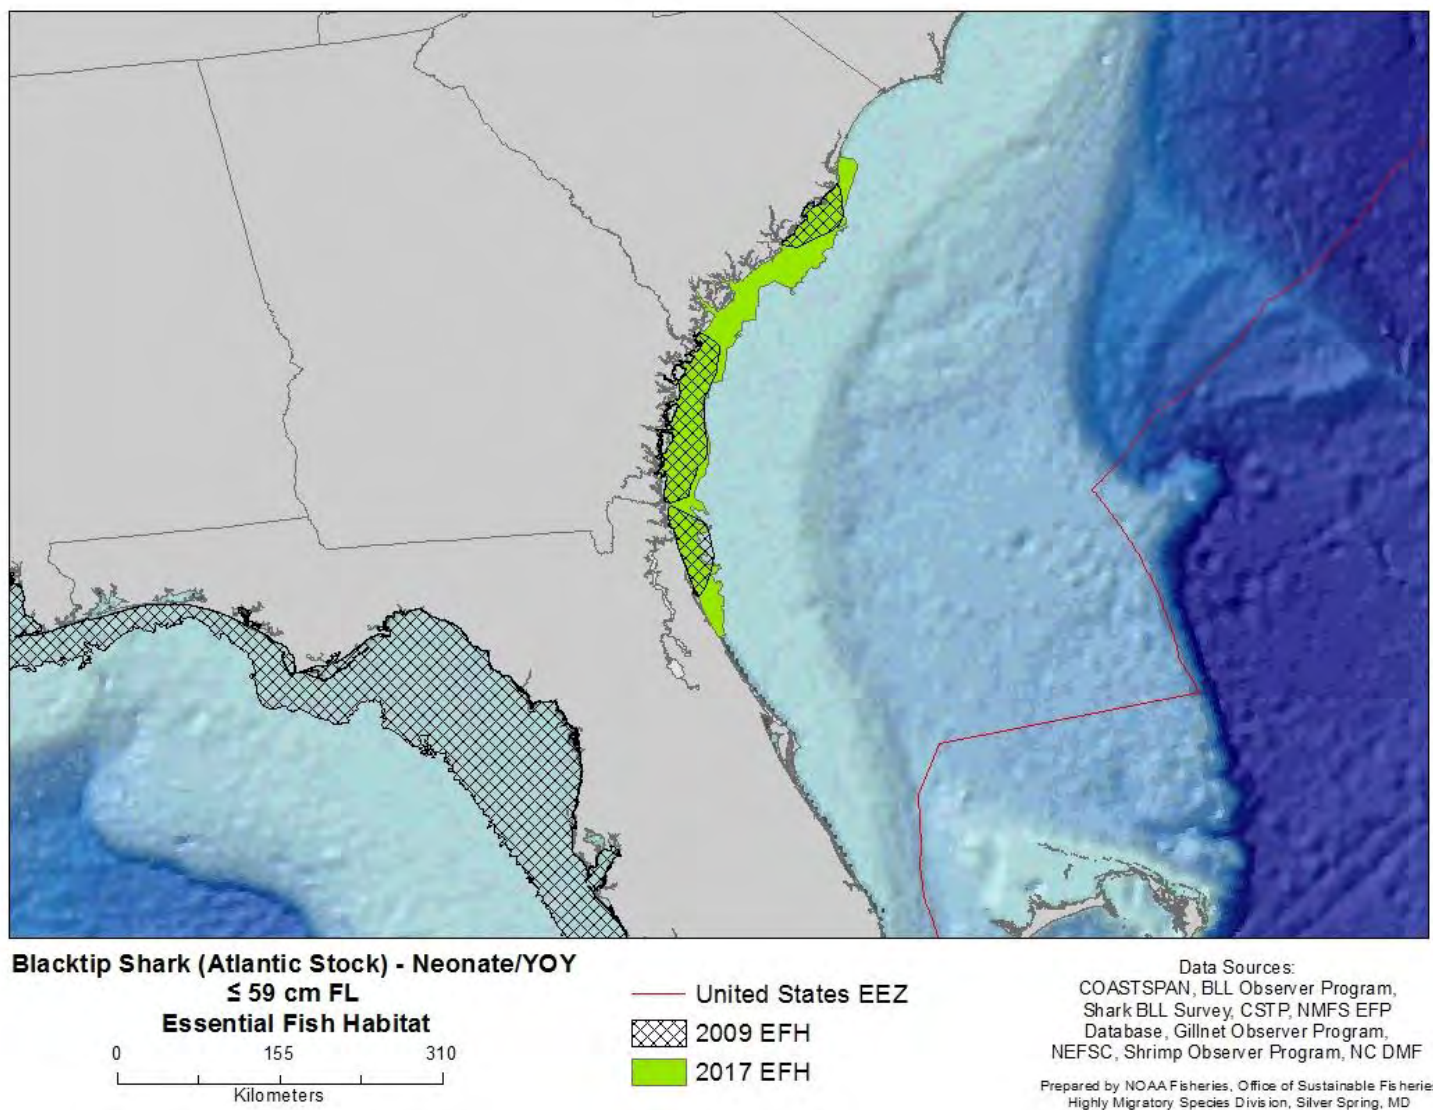 Blacktip Shark (Atlantic Stock) - Neonate/YOY
≤ 59 cm FL
Essential Fish Habitat
0 155 310
Kilometers
United States EEZ
2009 EFH
2017 EFH
Data Sources:
COASTSPAN, BLL Observer Program,
Shark BLL Survey, CSTP, NMFS EFP
Database, Gillnet Observer Program,
NEFSC, Shrimp Observer Program, NC DMF
Prepared by NOAA Fisheries, Office of Sustainable Fisherie
Highly Migratory Species Division, Silver Spring, MD